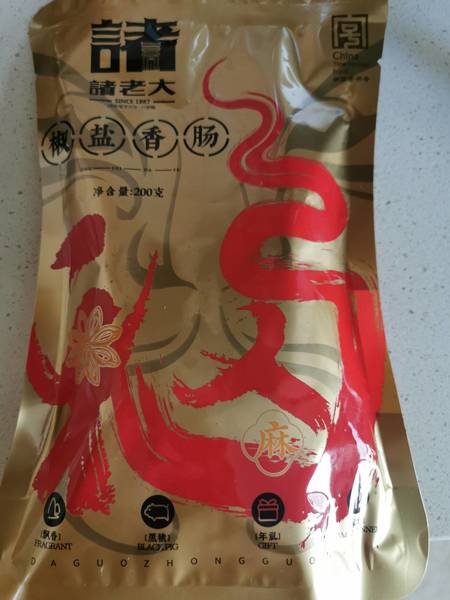 諸
China
諸老大
SINCE 1887
椒盐香肠
净含量:200克
麻
[飘香]
FRAGRANT
[黑猪]
BLACK PIG
[年礼]
GIFT
DAGUOZHONGGUO